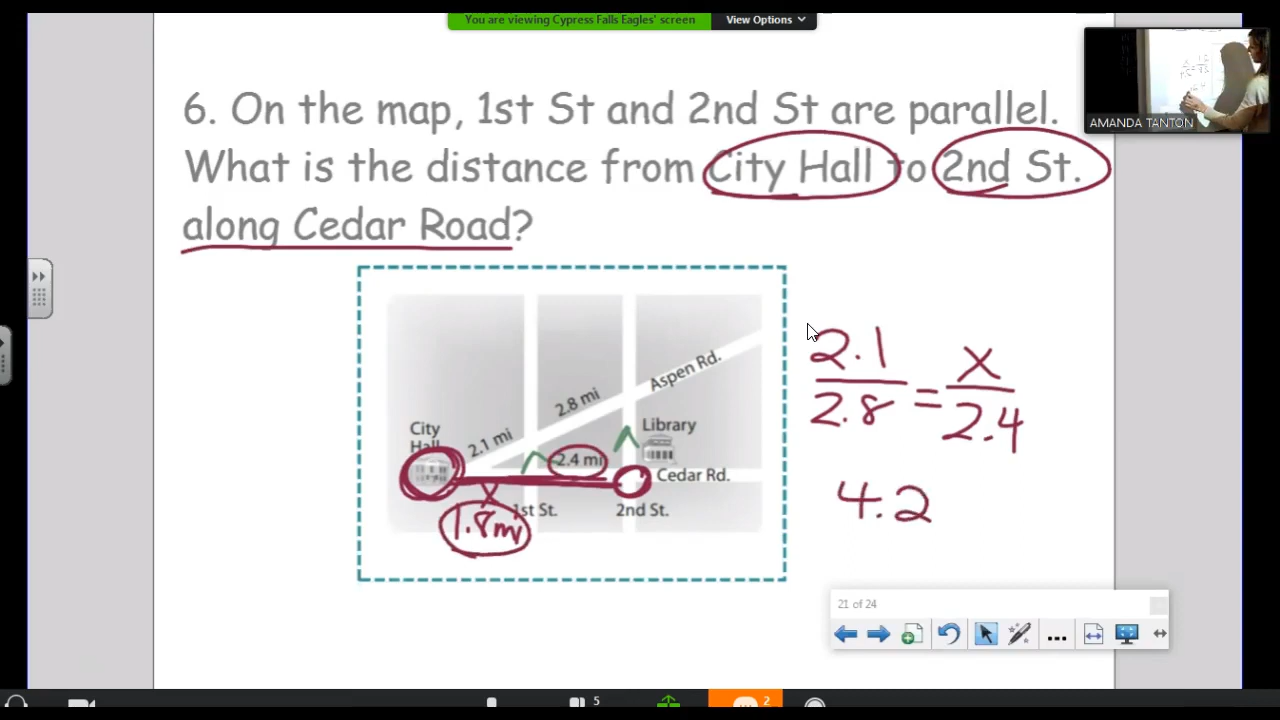 You are viewing Cypress Falls Eagles' screen
View Options
AMANDA TANTON
6. On the map, 1st St and 2nd St are parallel.
What is the distance from City Hall to 2nd St.
along Cedar Road?
Aspen Rd.
2.8 mi
2.1 mi
City
Hall
Library
2.4 mi
Cedar Rd.
x
1.8mi
1st St.
2nd St.
2.1/2.8 = x/2.4
4.2
21 of 24
5
2